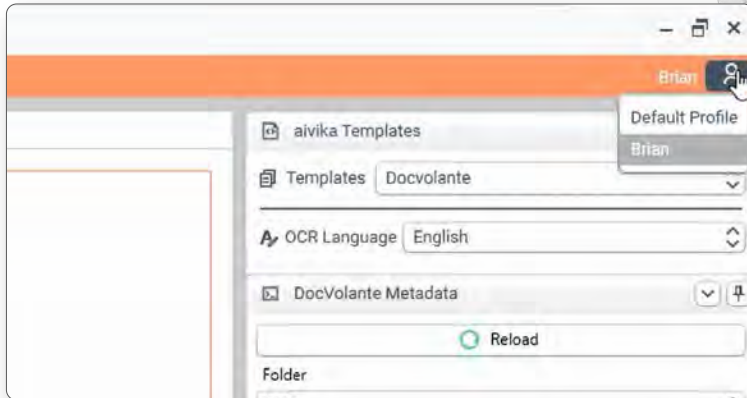 Brian
Default Profile
Brian
aivika Templates
Templates Docvolante
OCR Language English
DocVolante Metadata
Reload
Folder